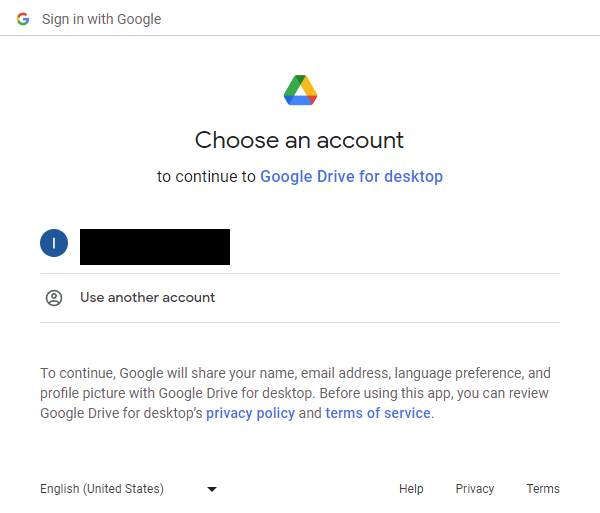 Sign in with Google
Choose an account
to continue to Google Drive for desktop
I
Use another account
To continue, Google will share your name, email address, language preference, and
profile picture with Google Drive for desktop. Before using this app, you can review
Google Drive for desktop's privacy policy and terms of service.
English (United States)
Help Privacy Terms